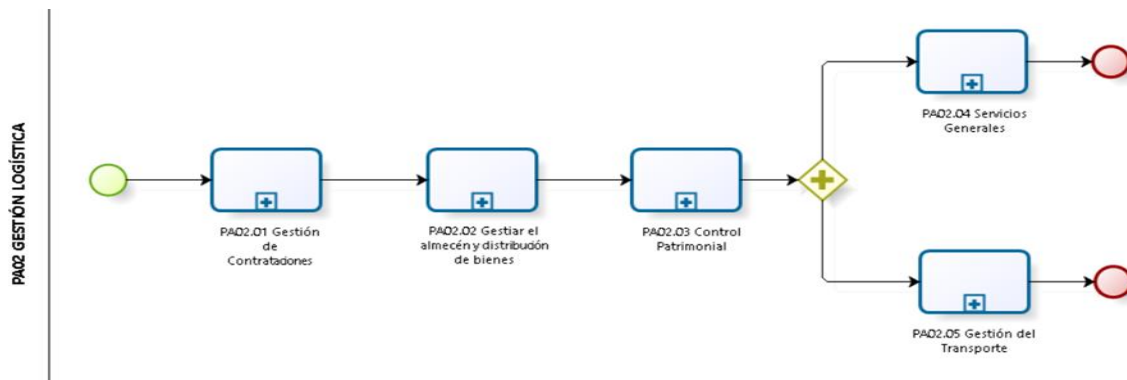 PA02 GESTIÓN LOGÍSTICA
PA02.01 Gestión
de
Contrataciones
PA02.02 Gestiar el
almecén y distribución
de bienes
PA02.03 Control
Patrimonial
PA02.04 Servicios
Generales
PA02.05 Gestión del
Transporte